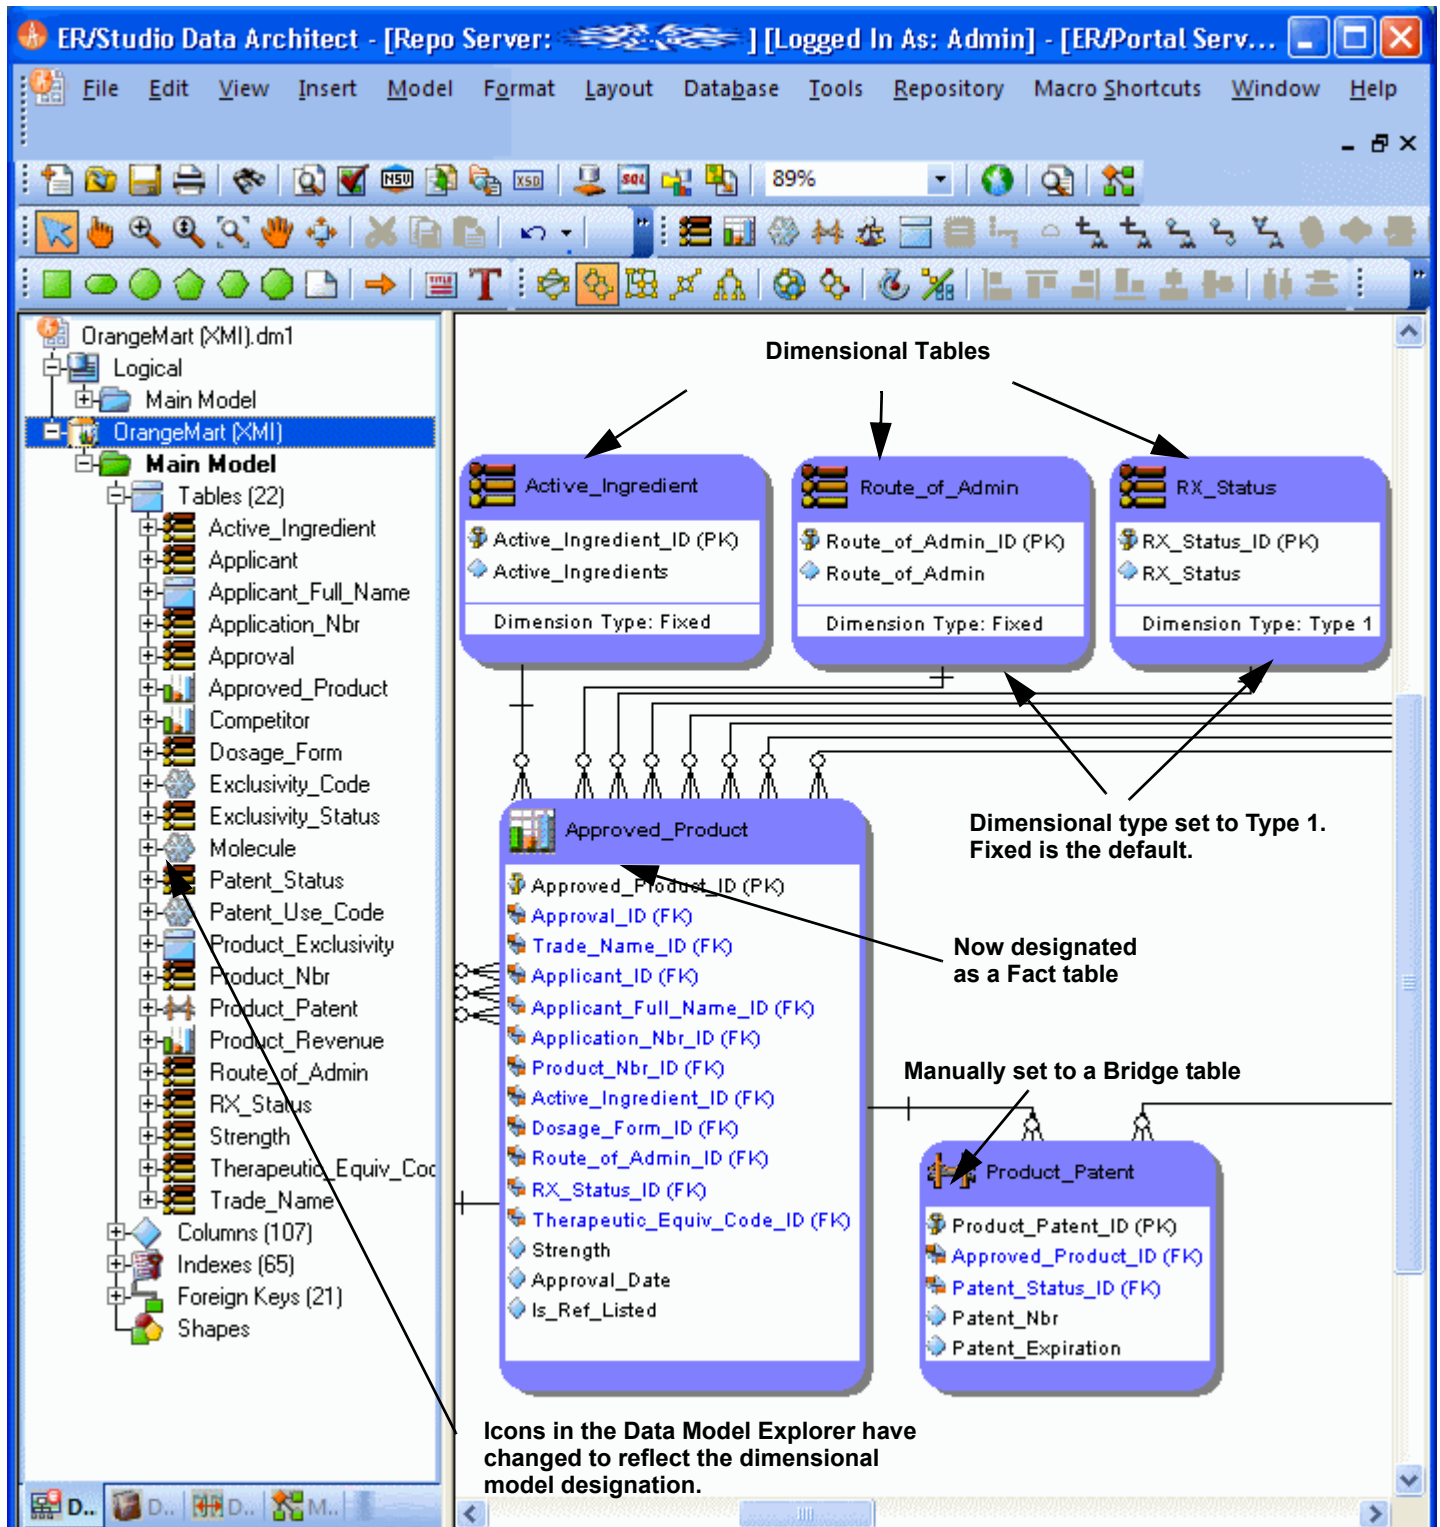 ER/Studio Data Architect - [Repo Server: ] [Logged In As: Admin] - [ER/Portal Serv...
File Edit View Insert Model Format Layout Database Tools Repository Macro Shortcuts Window Help
NSU XSD SQL 89%
TITLE T
OrangeMart (XMI).dm1
Logical
Main Model
OrangeMart (XMI)
Main Model
Tables (22)
Active_Ingredient
Applicant
Applicant_Full_Name
Application_Nbr
Approval
Approved_Product
Competitor
Dosage_Form
Exclusivity_Code
Exclusivity_Status
Molecule
Patent_Status
Patent_Use_Code
Product_Exclusivity
Product_Nbr
Product_Patent
Product_Revenue
Route_of_Admin
RX_Status
Strength
Therapeutic_Equiv_Coc
Trade_Name
Columns (107)
Indexes (65)
Foreign Keys (21)
Shapes
D.. D.. D.. M..
Dimensional Tables
Active_Ingredient
Active_Ingredient_ID (PK)
Active_Ingredients
Dimension Type: Fixed
Route_of_Admin
Route_of_Admin_ID (PK)
Route_of_Admin
Dimension Type: Fixed
RX_Status
RX_Status_ID (PK)
RX_Status
Dimension Type: Type 1
Dimensional type set to Type 1.
Fixed is the default.
Approved_Product
Approved_Product_ID (PK)
Approval_ID (FK)
Trade_Name_ID (FK)
Applicant_ID (FK)
Applicant_Full_Name_ID (FK)
Application_Nbr_ID (FK)
Product_Nbr_ID (FK)
Active_Ingredient_ID (FK)
Dosage_Form_ID (FK)
Route_of_Admin_ID (FK)
RX_Status_ID (FK)
Therapeutic_Equiv_Code_ID (FK)
Strength
Approval_Date
Is_Ref_Listed
Now designated
as a Fact table
Manually set to a Bridge table
Product_Patent
Product_Patent_ID (PK)
Approved_Product_ID (FK)
Patent_Status_ID (FK)
Patent_Nbr
Patent_Expiration
Icons in the Data Model Explorer have
changed to reflect the dimensional
model designation.